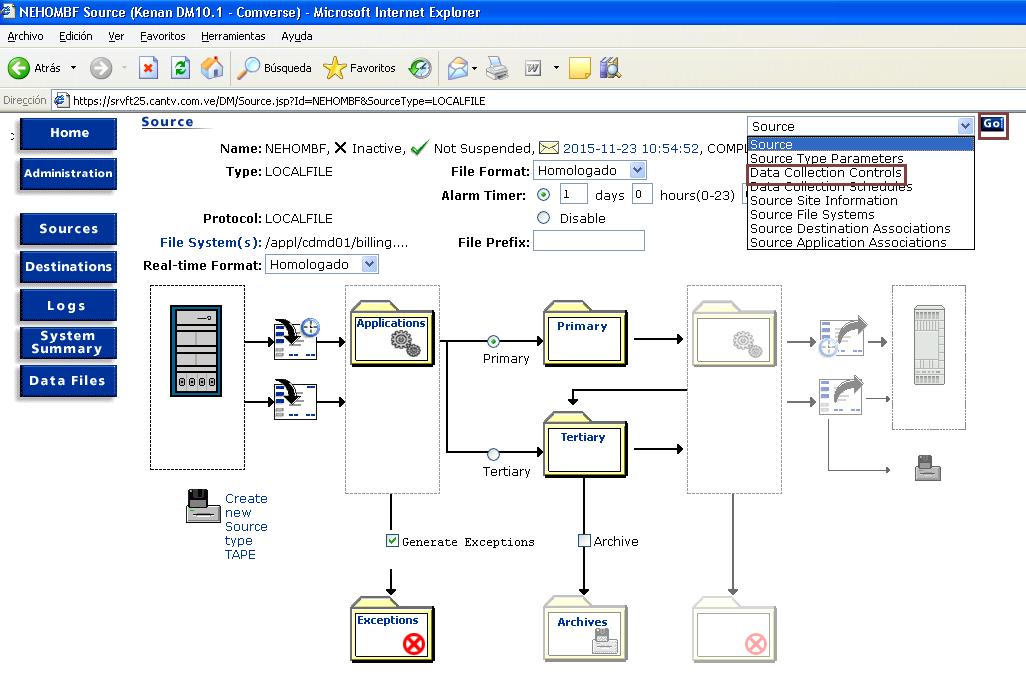 NEHOMBF Source (Kenan DM10.1 - Comverse) - Microsoft Internet Explorer
Archivo Edición Ver Favoritos Herramientas Ayuda
Atrás Búsqueda Favoritos
Dirección https://srvft25.cantv.com.ve/DM/Source.jsp?Id=NEHOMBF&SourceType=LOCALFILE
Home
Administration
Sources
Destinations
Logs
System
Summary
Data Files
Source
Source Go!
Name: NEHOMBF, Inactive, Not Suspended, 2015-11-23 10:54:52,
Type: LOCALFILE File Format: Homologado
Alarm Timer: 1 days 0 hours(0-23)
Disable
Protocol: LOCALFILE
File System(s): /appl/cdmd01/billing.... File Prefix:
Real-time Format: Homologado
Source
Source Type Parameters
Data Collection Controls
Data Collection Schedules
Source Site Information
Source File Systems
Source Destination Associations
Source Application Associations
Applications
Primary
Primary
Tertiary
Tertiary
Create
new
Source
type
TAPE
Generate Exceptions
Archive
Exceptions
Archives